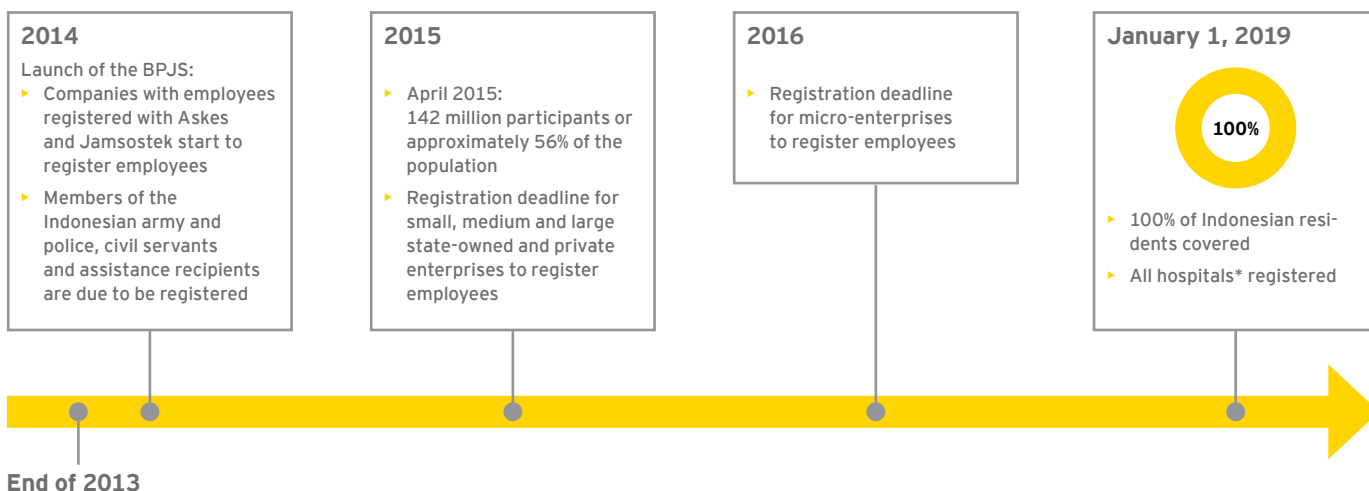 2014
Launch of the BPJS:
► Companies with employees
registered with Askes
and Jamsostek start to
register employees
► Members of the
Indonesian army and
police, civil servants
and assistance recipients
are due to be registered
2015
► April 2015:
142 million participants or
approximately 56% of the
population
► Registration deadline for
small, medium and large
state-owned and private
enterprises to register
employees
2016
► Registration deadline
for micro-enterprises
to register employees
January 1, 2019
100%
► 100% of Indonesian resi-
dents covered
► All hospitals* registered
End of 2013